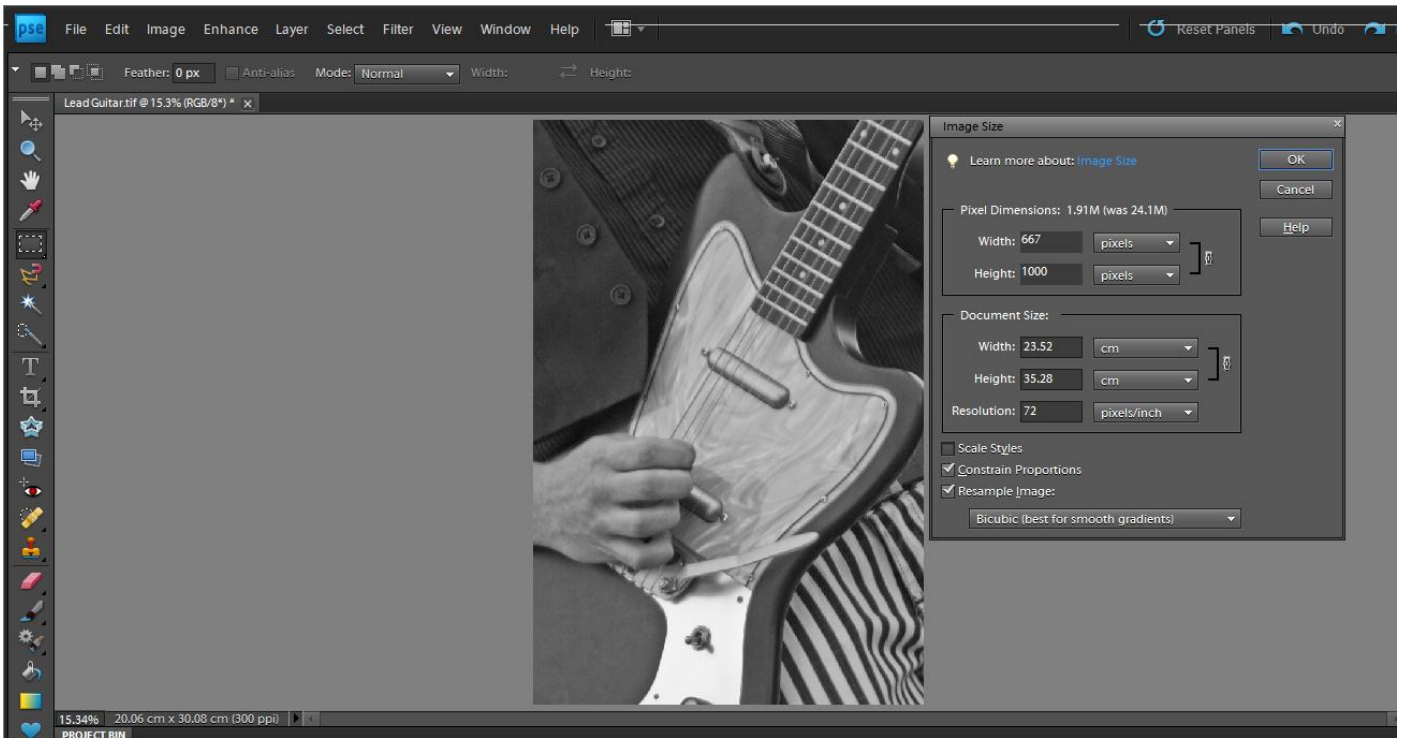 pse File Edit Image Enhance Layer Select Filter View Window Help Reset Panels Undo
Feather: 0 px Anti-alias Mode: Normal Width: Height:
Lead Guitar.tif @ 15.3% (RGB/8*) * x
Image Size x
Learn more about: Image Size OK
Cancel
Pixel Dimensions: 1.91M (was 24.1M)
Help
Width: 667 pixels
Height: 1000 pixels
Document Size:
Width: 23.52 cm
Height: 35.28 cm
Resolution: 72 pixels/inch
Scale Styles
Constrain Proportions
Resample Image:
Bicubic (best for smooth gradients)
T
15.34% 20.06 cm x 30.08 cm (300 ppi)
PROJECT BIN